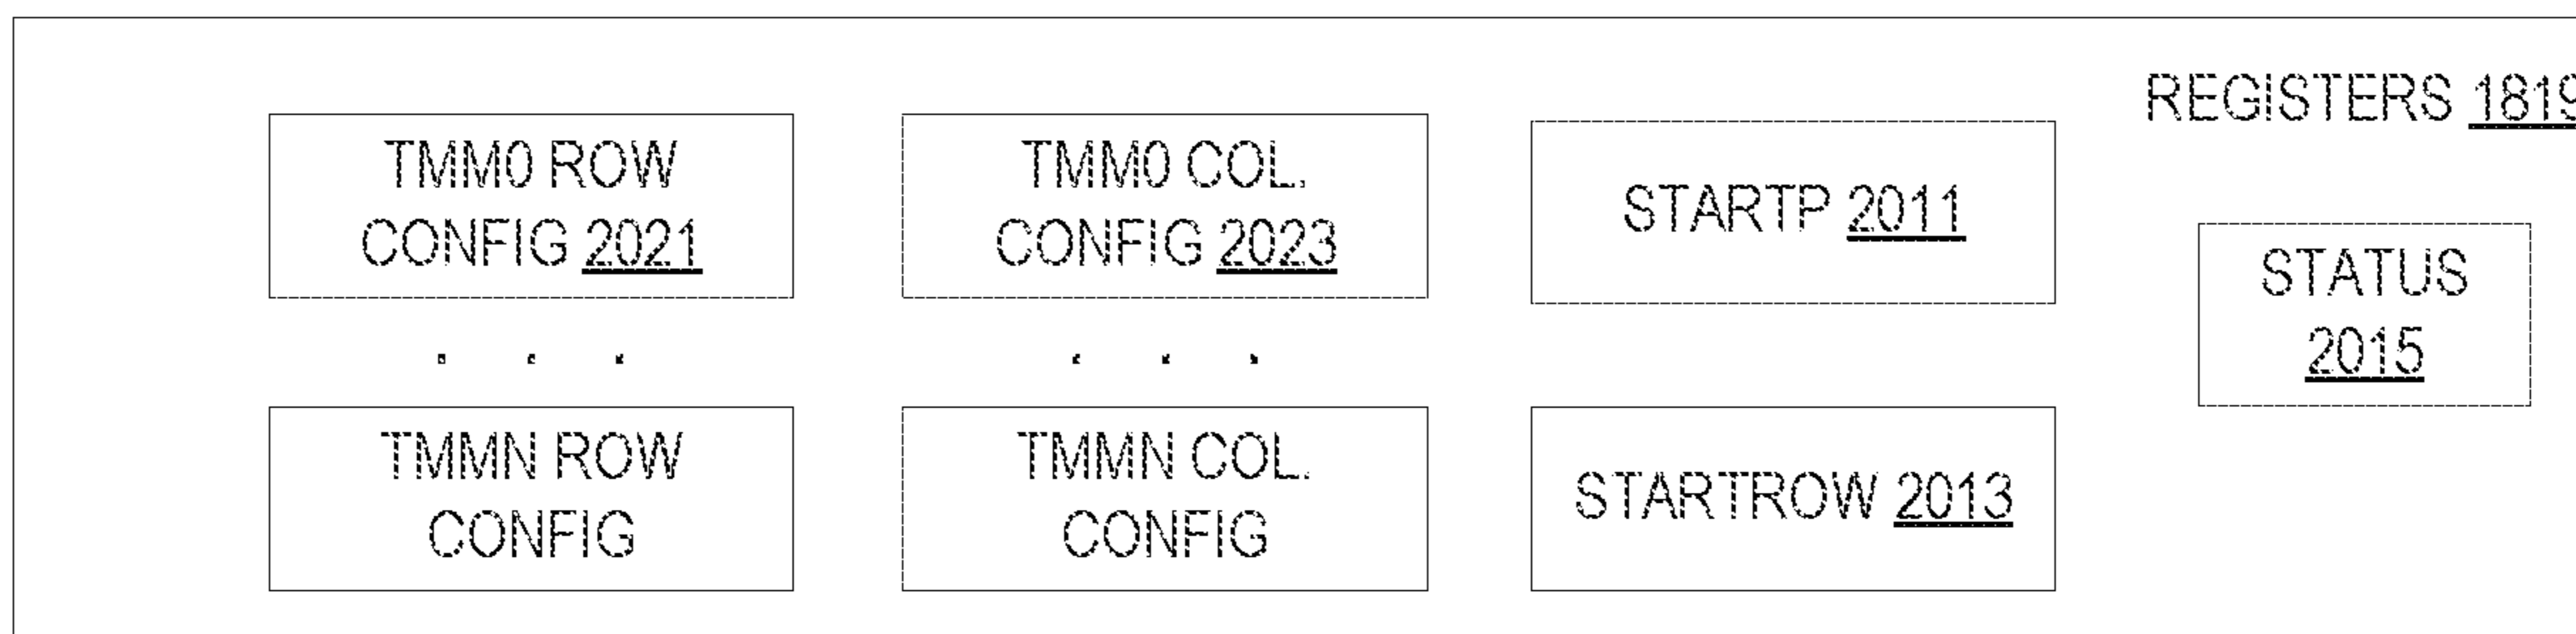 REGISTERS 1819
TMM0 ROW
CONFIG 2021
TMM0 COL.
CONFIG 2023
STARTP 2011
STATUS
2015
. . .
. . .
TMMN ROW
CONFIG
TMMN COL.
CONFIG
STARTROW 2013